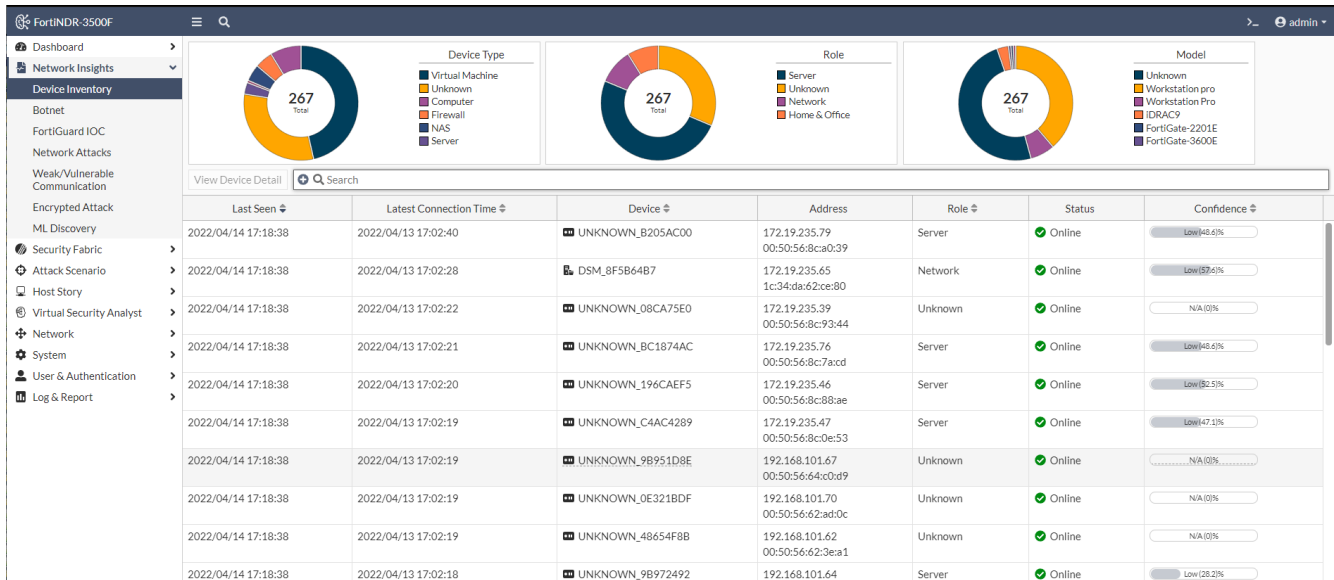 FortiNDR-3500F
>_ admin
Dashboard
Network Insights
Device Inventory
Botnet
FortiGuard IOC
Network Attacks
Weak/Vulnerable
Communication
Encrypted Attack
ML Discovery
Security Fabric
Attack Scenario
Host Story
Virtual Security Analyst
Network
System
User & Authentication
Log & Report
Device Type
267
Total
Virtual Machine
Unknown
Computer
Firewall
NAS
Server
Role
267
Total
Server
Unknown
Network
Home & Office
Model
267
Total
Unknown
Workstation pro
Workstation Pro
IDRAC9
FortiGate-2201E
FortiGate-3600E
View Device Detail Search
Last Seen Latest Connection Time Device Address Role Status Confidence
2022/04/14 17:18:38 2022/04/13 17:02:40 UNKNOWN_B205AC00 172.19.235.79 Server Online Low (48.6)%
00:50:56:8c:a0:39
2022/04/14 17:18:38 2022/04/13 17:02:28 DSM_8F5B64B7 172.19.235.65 Network Online Low (57.6)%
1c:34:da:62:ce:80
2022/04/14 17:18:38 2022/04/13 17:02:22 UNKNOWN_08CA75E0 172.19.235.39 Unknown Online N/A (0)%
00:50:56:8c:93:44
2022/04/14 17:18:38 2022/04/13 17:02:21 UNKNOWN_BC1874AC 172.19.235.76 Server Online Low (48.6)%
00:50:56:8c:7a:cd
2022/04/14 17:18:38 2022/04/13 17:02:20 UNKNOWN_196CAEF5 172.19.235.46 Server Online Low (52.5)%
00:50:56:8c:88:ae
2022/04/14 17:18:38 2022/04/13 17:02:19 UNKNOWN_C4AC4289 172.19.235.47 Server Online Low (47.1)%
00:50:56:8c:0e:53
2022/04/14 17:18:38 2022/04/13 17:02:19 UNKNOWN_9B951D8E 192.168.101.67 Unknown Online N/A (0)%
00:50:56:64:c0:d9
2022/04/14 17:18:38 2022/04/13 17:02:19 UNKNOWN_0E321BDF 192.168.101.70 Unknown Online N/A (0)%
00:50:56:62:ad:0c
2022/04/14 17:18:38 2022/04/13 17:02:19 UNKNOWN_48654F8B 192.168.101.62 Unknown Online N/A (0)%
00:50:56:62:3e:a1
2022/04/14 17:18:38 2022/04/13 17:02:18 UNKNOWN_9B972492 192.168.101.64 Server Online Low (28.2)%